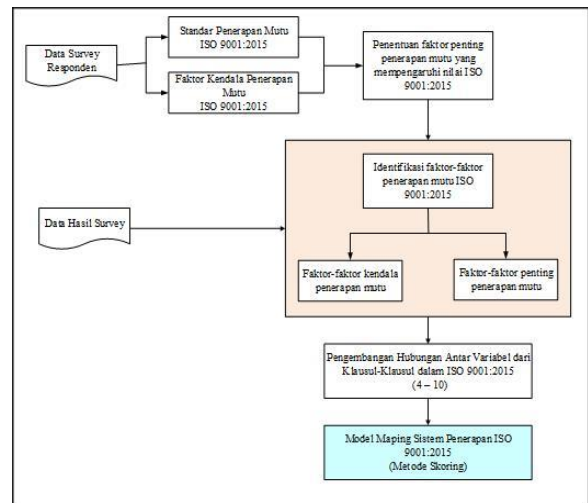 Data Survey
Responden
Standar Penerapan Mutu
ISO 9001:2015
Faktor Kendala Penerapan
Mutu
ISO 9001:2015
Penentuan faktor penting
penerapan mutu yang
mempengaruhi nilai ISO
9001:2015
Identifikasi faktor-faktor
penerapan mutu ISO
9001:2015
Data Hasil Survey
Faktor-faktor kendala
penerapan mutu
Faktor-faktor penting
penerapan mutu
Pengembangan Hubungan Antar Variabel dari
Klausul-Klausul dalam ISO 9001:2015
(4 – 10)
Model Maping Sistem Penerapan ISO
9001:2015
(Metode Skoring)